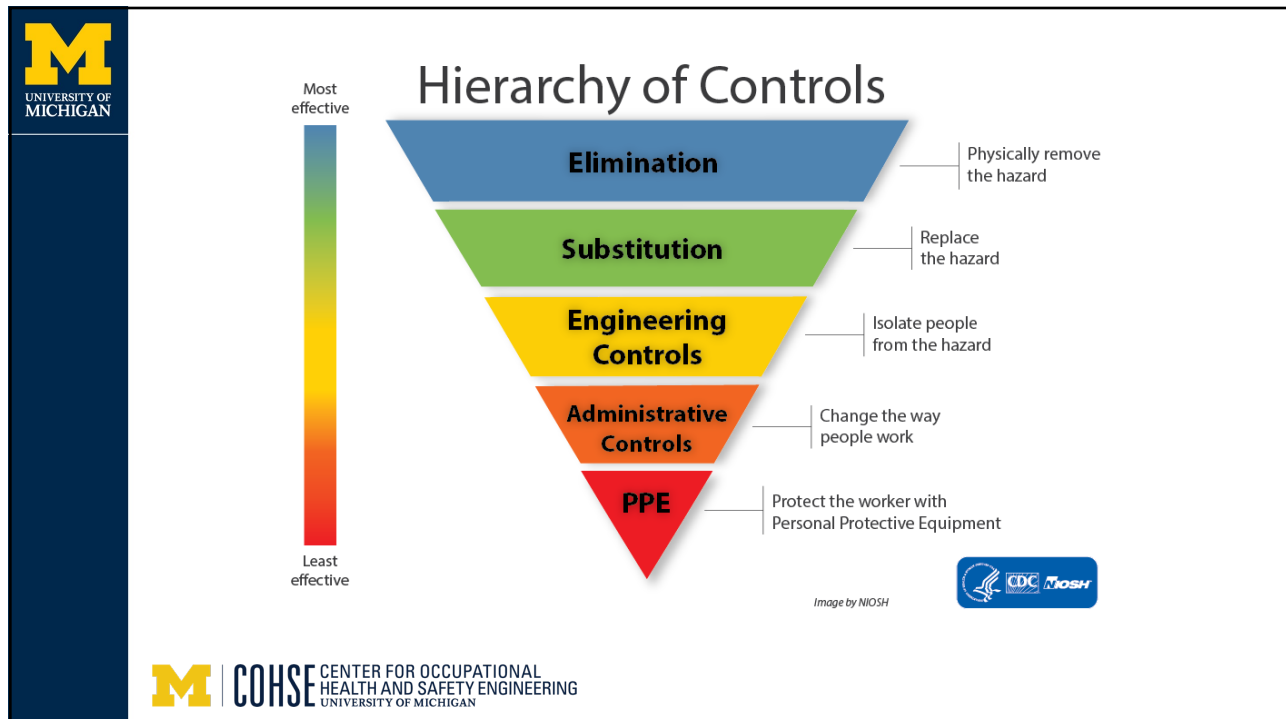 M
UNIVERSITY OF
MICHIGAN
Hierarchy of Controls
Most
effective
Elimination
Physically remove
the hazard
Substitution
Replace
the hazard
Engineering
Controls
Isolate people
from the hazard
Administrative
Controls
Change the way
people work
PPE
Protect the worker with
Personal Protective Equipment
Least
effective
CDC NIOSH
Image by NIOSH
M COHSE CENTER FOR OCCUPATIONAL
HEALTH AND SAFETY ENGINEERING
UNIVERSITY OF MICHIGAN